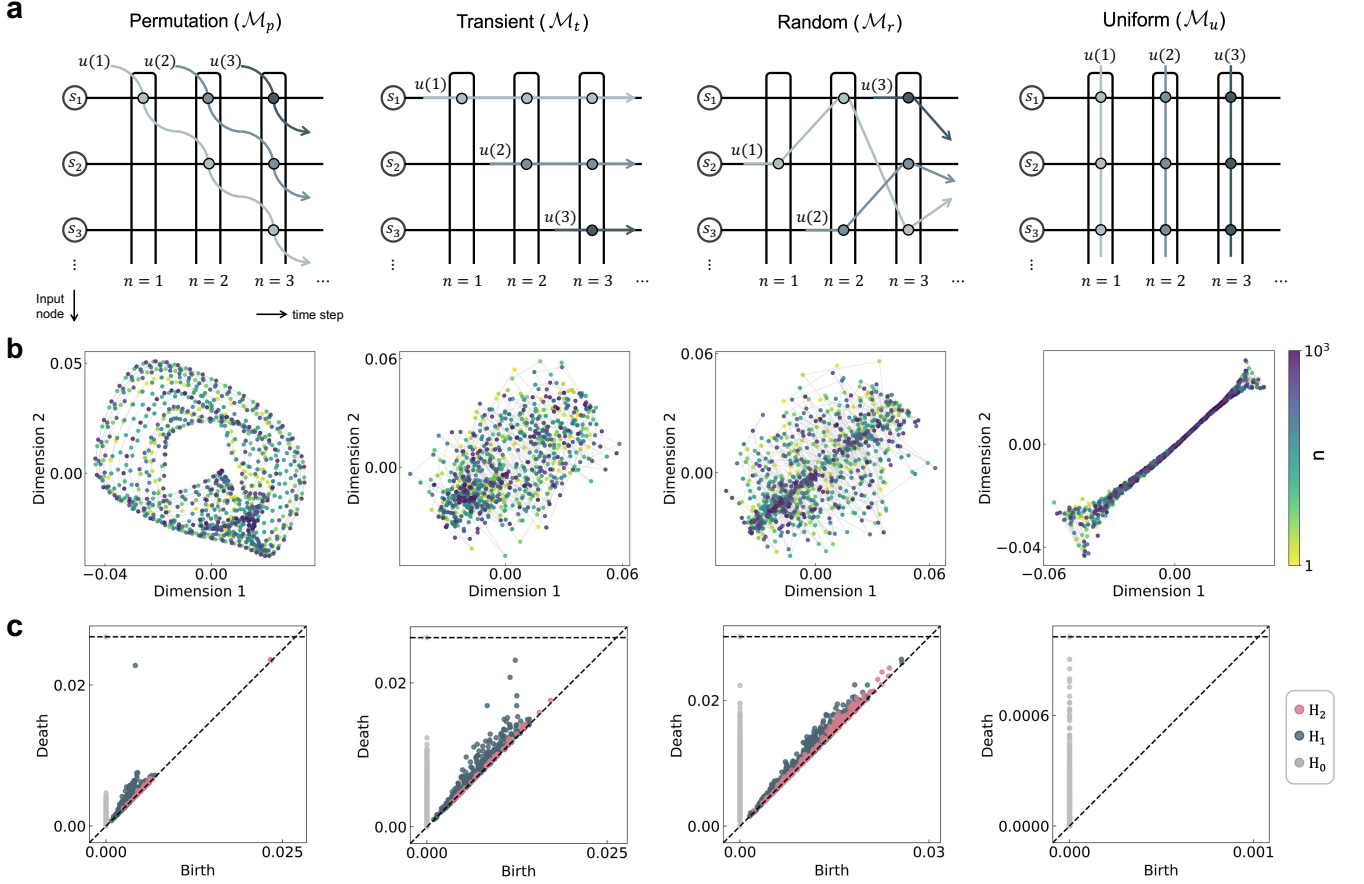 a
Permutation (ℳp)
Transient (ℳt)
Random (ℳr)
Uniform (ℳu)
u(1) u(2) u(3)
s1
s2
s3
⋮
n = 1 n = 2 n = 3 ...
Input node
time step
u(1)
u(2)
u(3)
s1
s2
s3
⋮
n = 1 n = 2 n = 3 ...
u(3)
u(1)
u(2)
s1
s2
s3
⋮
n = 1 n = 2 n = 3 ...
u(1) u(2) u(3)
s1
s2
s3
⋮
n = 1 n = 2 n = 3 ...
b
0.05
0.00
Dimension 2
−0.04 0.00
Dimension 1
0.06
0.00
Dimension 2
0.00 0.06
Dimension 1
0.06
0.00
Dimension 2
0.00 0.06
Dimension 1
0.00
−0.04
Dimension 2
−0.06 0.00
Dimension 1
10³
n
1
c
0.02
0.00
Death
0.000 0.025
Birth
0.02
0.00
Death
0.000 0.025
Birth
0.02
0.00
Death
0.00 0.03
Birth
0.0006
0.0000
Death
0.000 0.001
Birth
H2
H1
H0